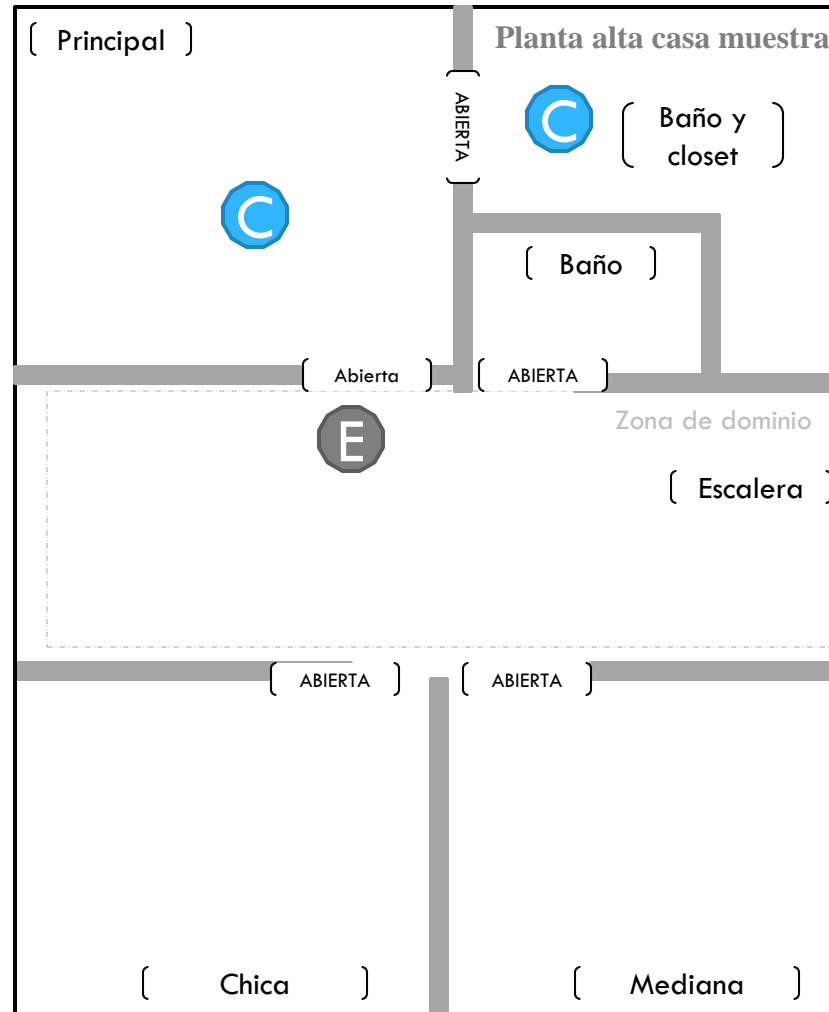 Principal
Planta alta casa muestra
ABIERTA
C
Baño y
closet
C
Baño
Abierta
ABIERTA
E
Zona de dominio
Escalera
ABIERTA
ABIERTA
Chica
Mediana